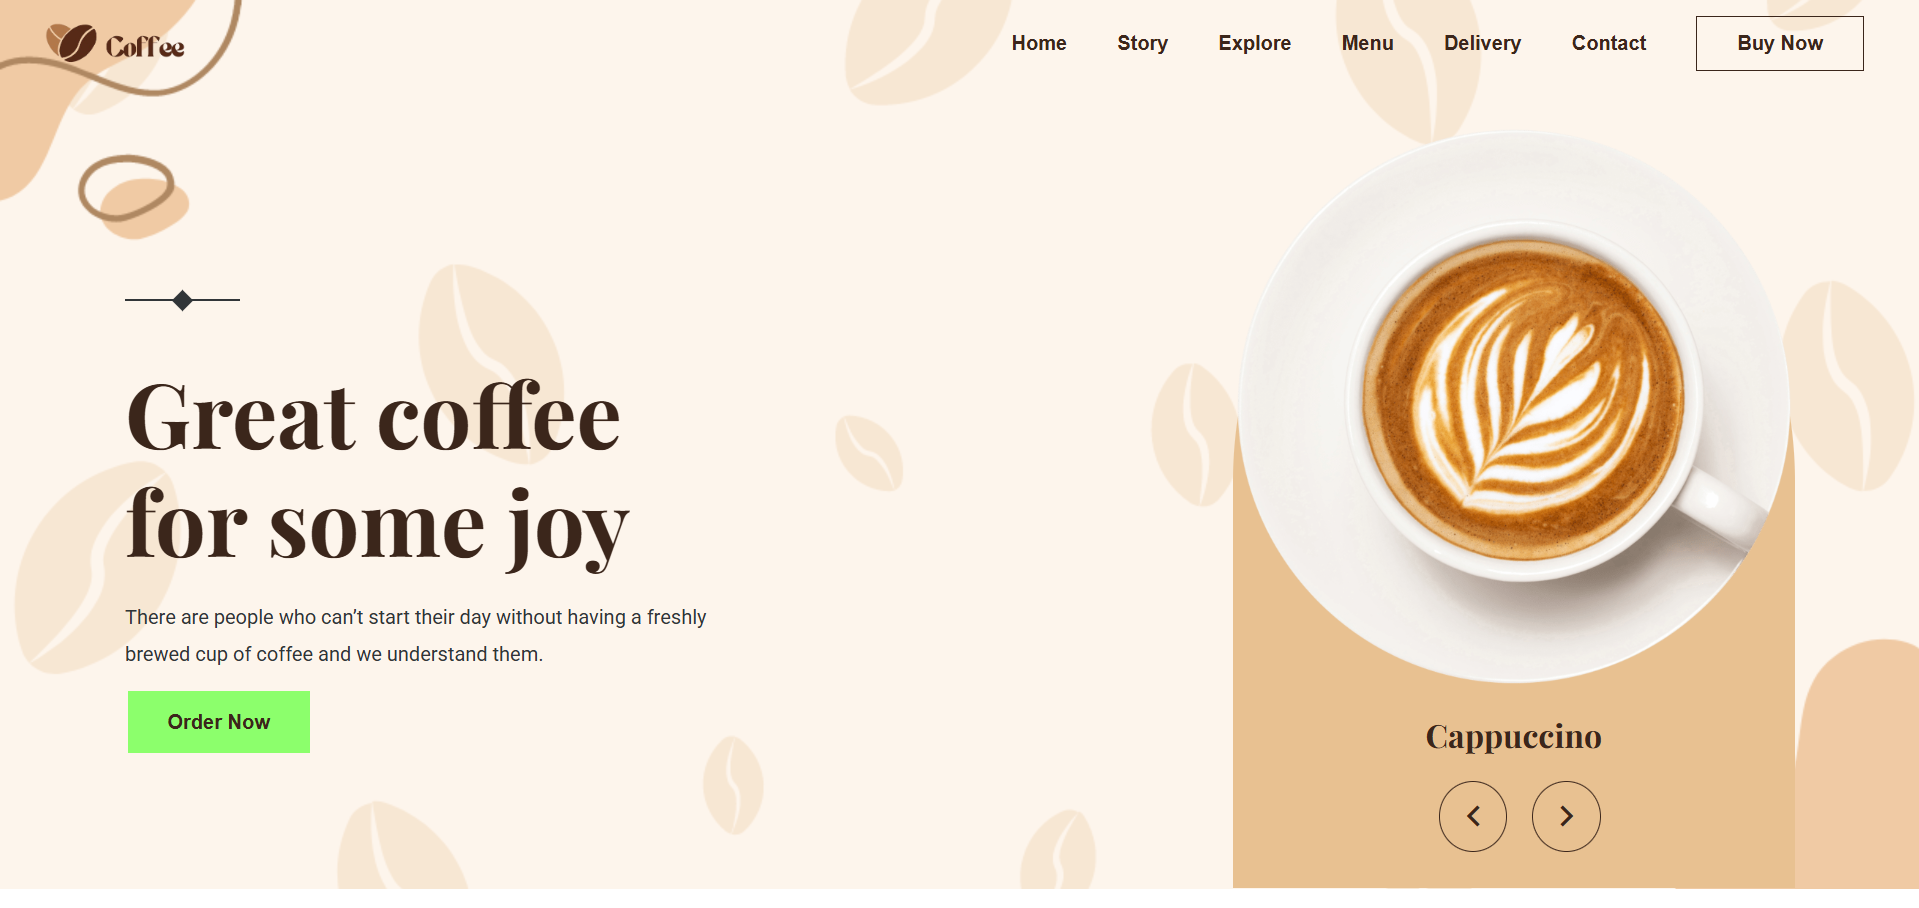 Coffee
Home
Story
Explore
Menu
Delivery
Contact
Buy Now
Great coffee
for some joy
There are people who can’t start their day without having a freshly
brewed cup of coffee and we understand them.
Order Now
Cappuccino